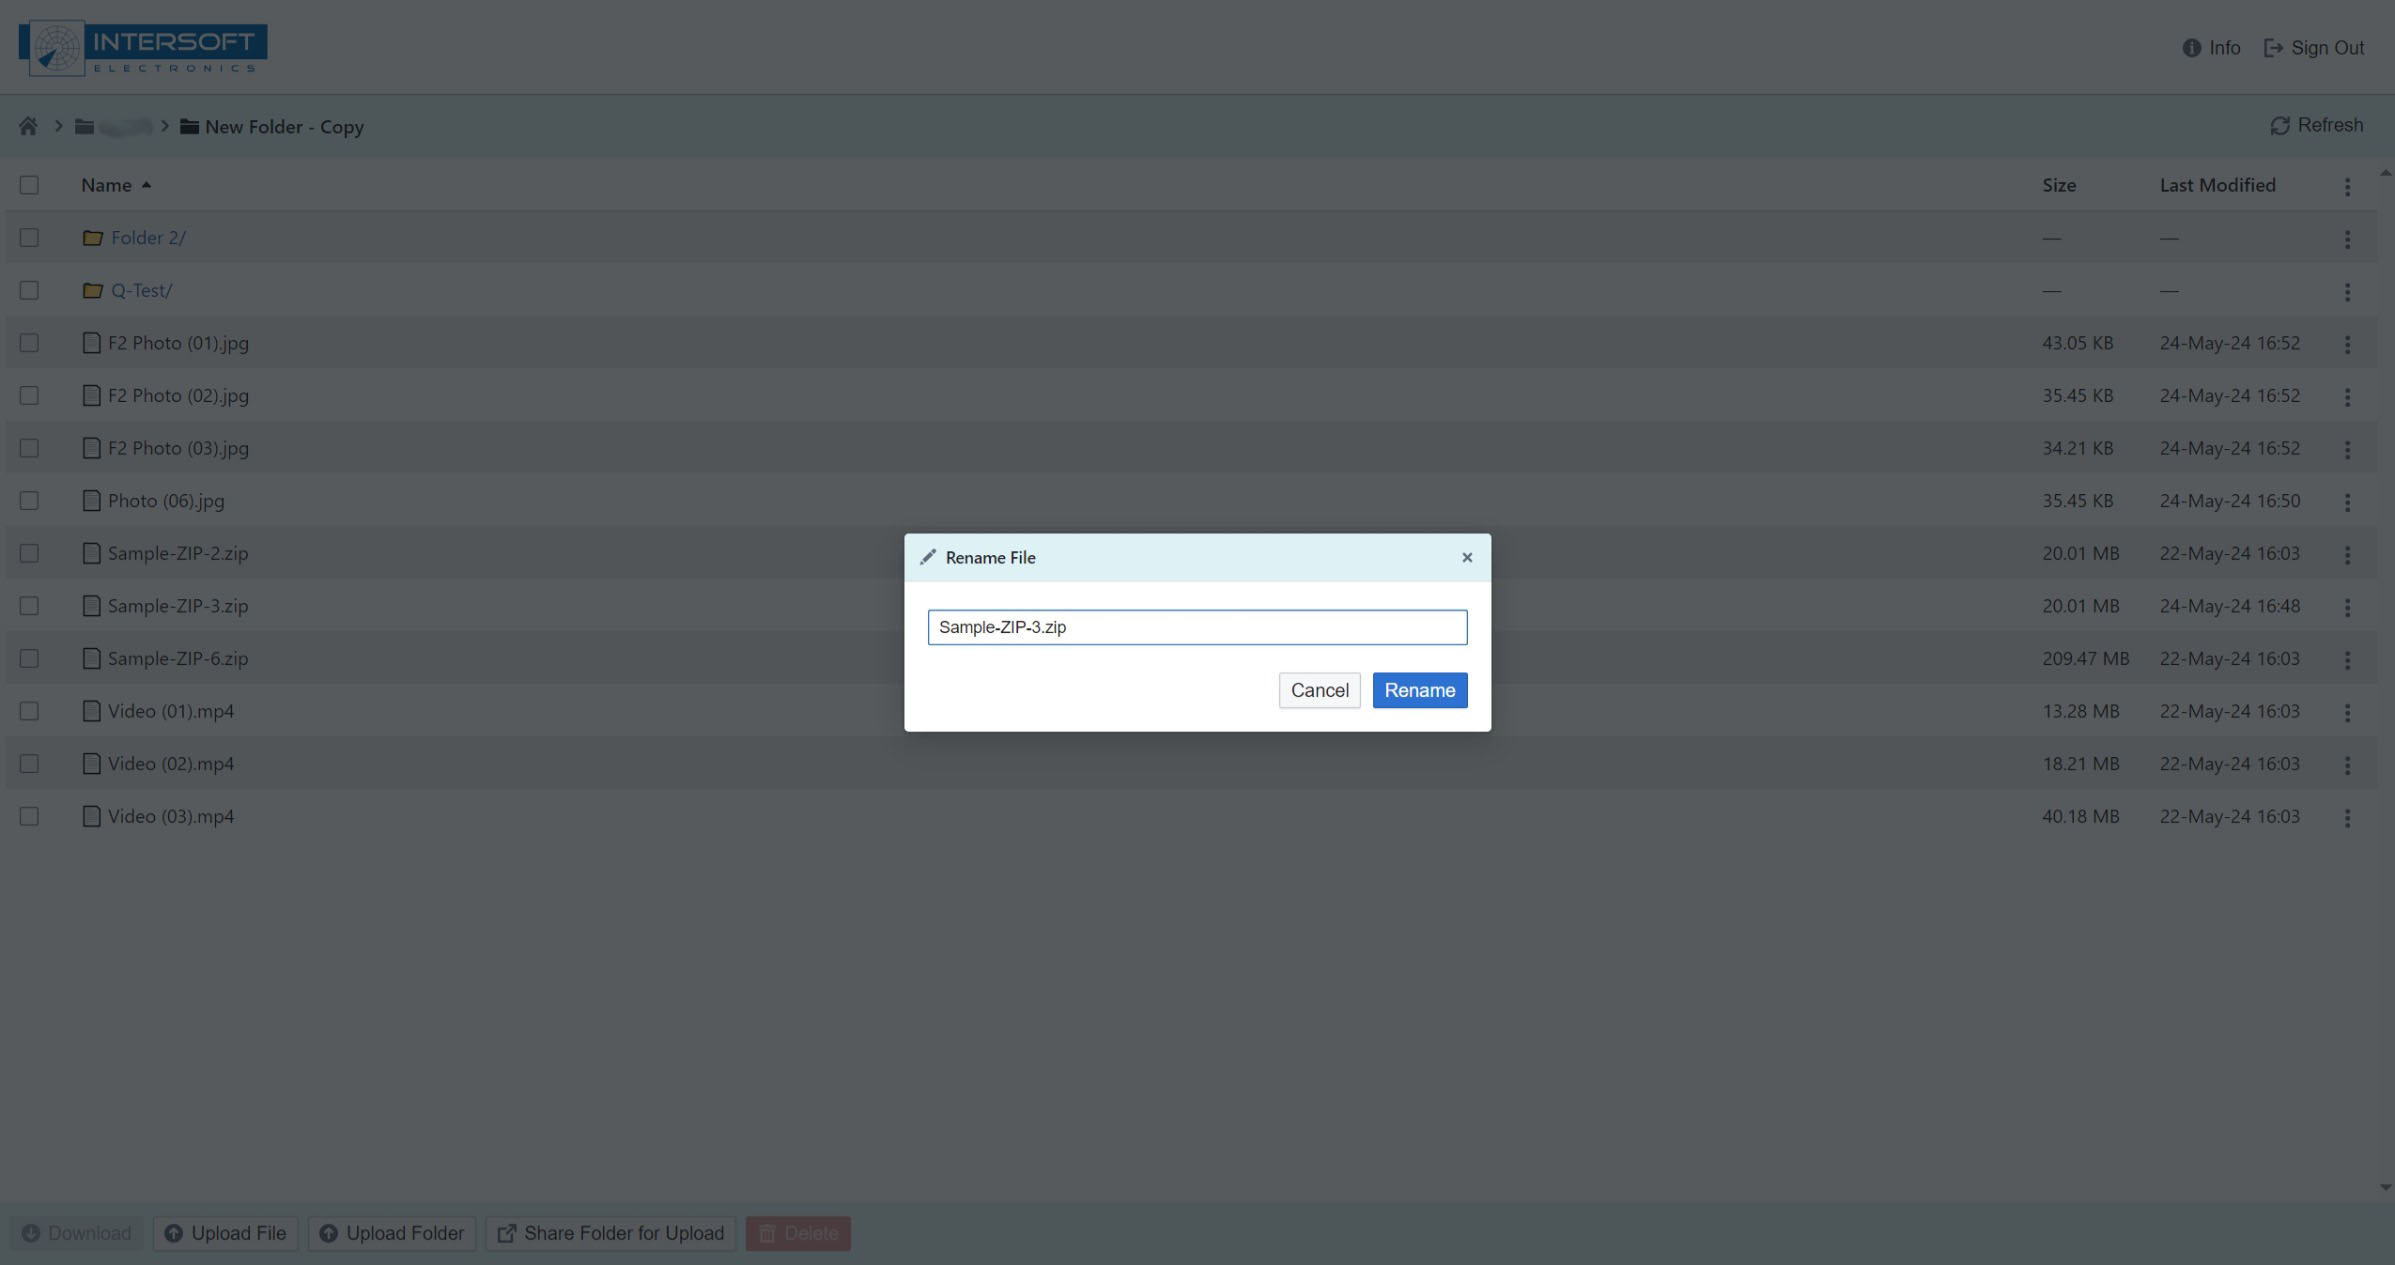 INTERSOFT
ELECTRONICS
Info Sign Out
New Folder - Copy
Refresh
Name Size Last Modified
Folder 2/ — —
Q-Test/ — —
F2 Photo (01).jpg 43.05 KB 24-May-24 16:52
F2 Photo (02).jpg 35.45 KB 24-May-24 16:52
F2 Photo (03).jpg 34.21 KB 24-May-24 16:52
Photo (06).jpg 35.45 KB 24-May-24 16:50
Sample-ZIP-2.zip 20.01 MB 22-May-24 16:03
Sample-ZIP-3.zip 20.01 MB 24-May-24 16:48
Sample-ZIP-6.zip 209.47 MB 22-May-24 16:03
Video (01).mp4 13.28 MB 22-May-24 16:03
Video (02).mp4 18.21 MB 22-May-24 16:03
Video (03).mp4 40.18 MB 22-May-24 16:03
Rename File
Sample-ZIP-3.zip
Cancel Rename
Download Upload File Upload Folder Share Folder for Upload Delete